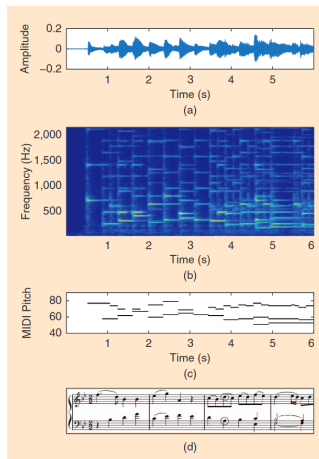 Amplitude
0.2
0
−0.2
1 2 3 4 5 6
Time (s)
(a)
Frequency (Hz)
2,000
1,500
1,000
500
1 2 3 4 5 6
Time (s)
(b)
MIDI Pitch
80
60
40
1 2 3 4 5 6
Time (s)
(c)
(d)